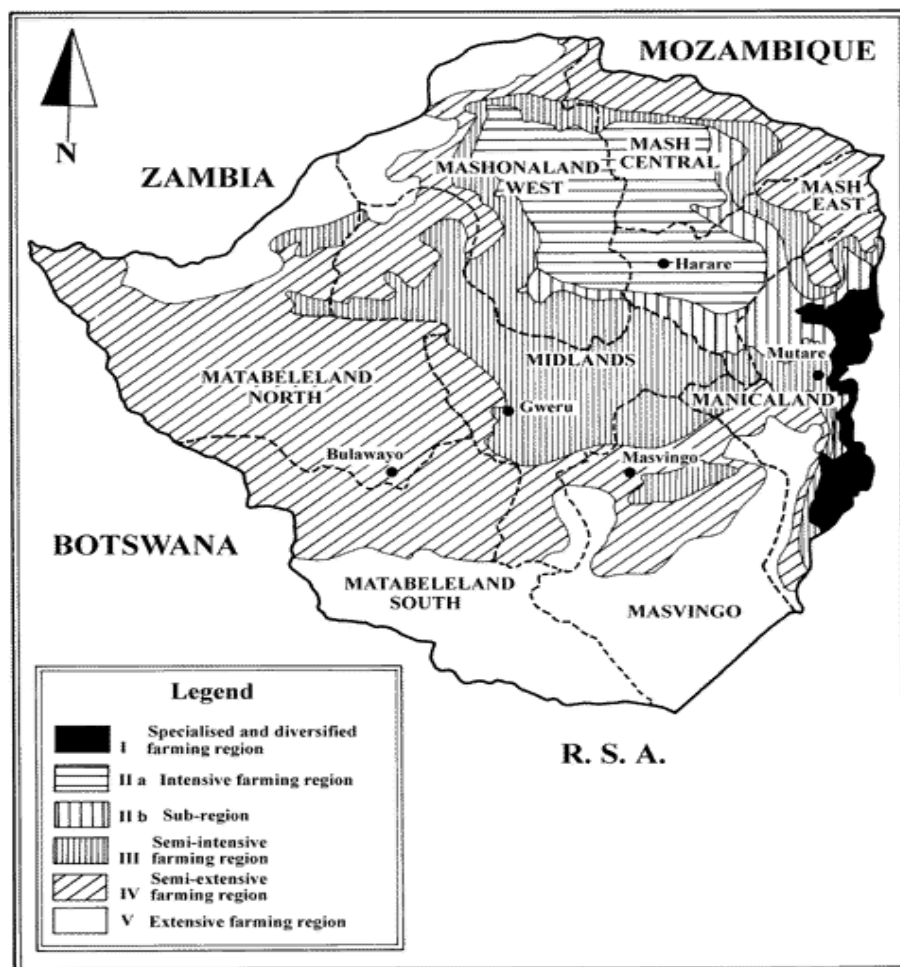 MOZAMBIQUE
N
ZAMBIA
MASHONALAND
WEST
MASH
CENTRAL
MASH
EAST
Harare
MIDLANDS
Mutare
MATABELELAND
NORTH
MANICALAND
Gweru
Bulawayo
Masvingo
BOTSWANA
MATABELELAND
SOUTH
MASVINGO
R. S. A.
Legend
I Specialised and diversified
farming region
II a Intensive farming region
II b Sub-region
III Semi-intensive
farming region
IV Semi-extensive
farming region
V Extensive farming region